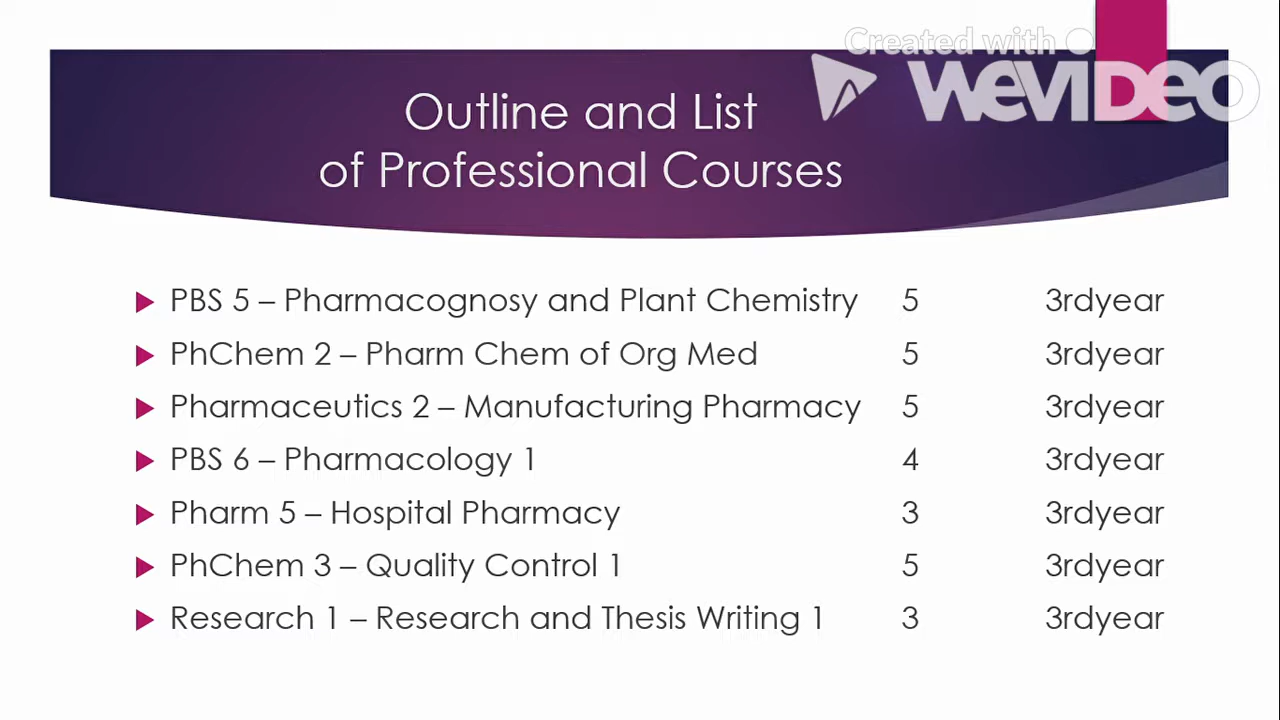 Created with
WEVIDEO
Outline and List
of Professional Courses
PBS 5 – Pharmacognosy and Plant Chemistry 5 3rdyear
PhChem 2 – Pharm Chem of Org Med 5 3rdyear
Pharmaceutics 2 – Manufacturing Pharmacy 5 3rdyear
PBS 6 – Pharmacology 1 4 3rdyear
Pharm 5 – Hospital Pharmacy 3 3rdyear
PhChem 3 – Quality Control 1 5 3rdyear
Research 1 – Research and Thesis Writing 1 3 3rdyear